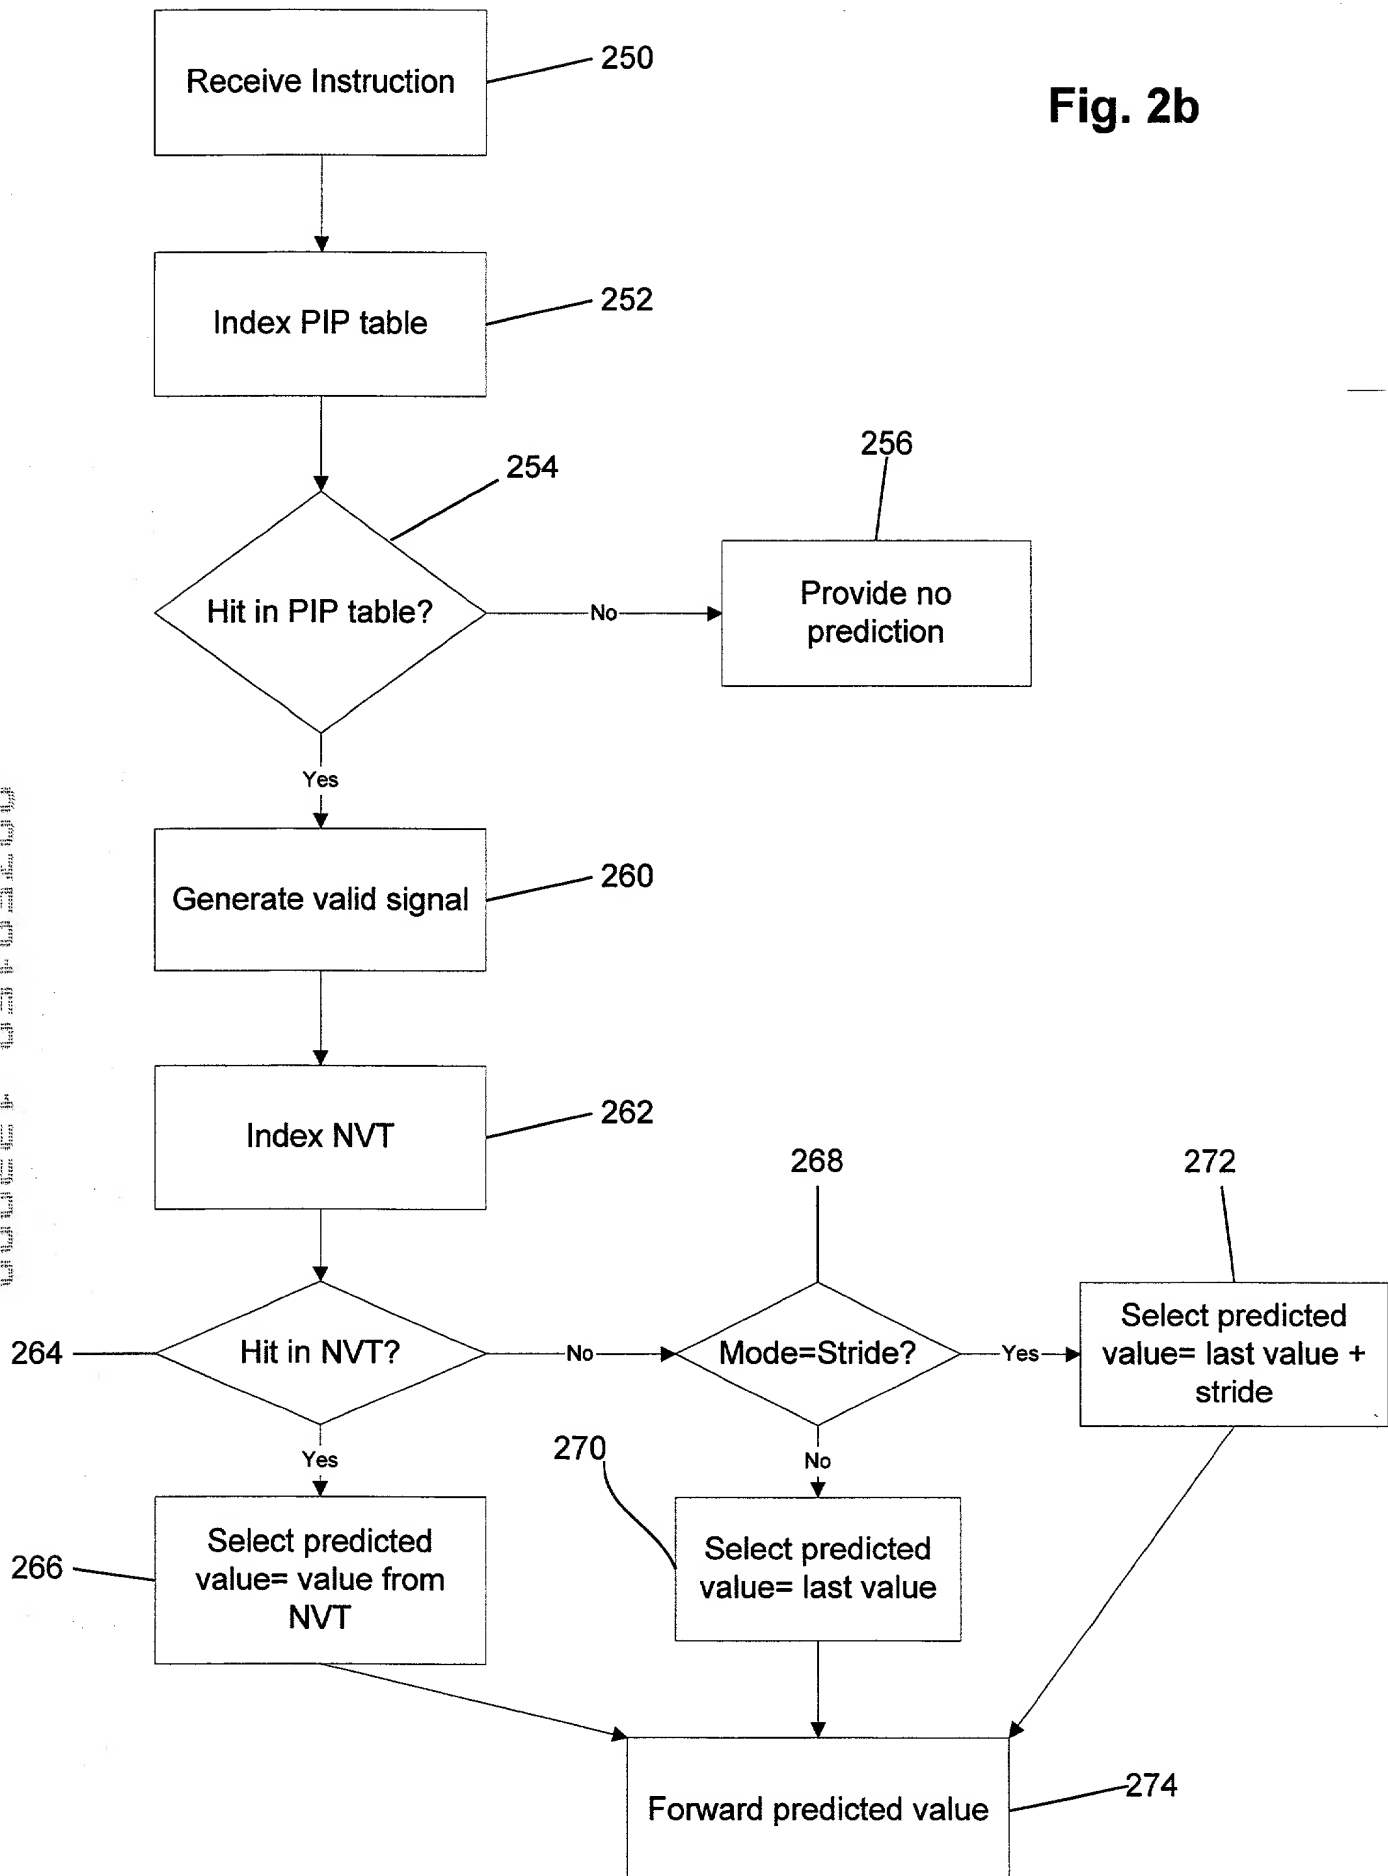 Fig. 2b
Receive Instruction
250
Index PIP table
252
254
Hit in PIP table?
No
256
Provide no
prediction
Yes
Generate valid signal
260
Index NVT
262
264
Hit in NVT?
No
268
Mode=Stride?
Yes
272
Select predicted
value= last value +
stride
Yes
266
Select predicted
value= value from
NVT
No
270
Select predicted
value= last value
Forward predicted value
274